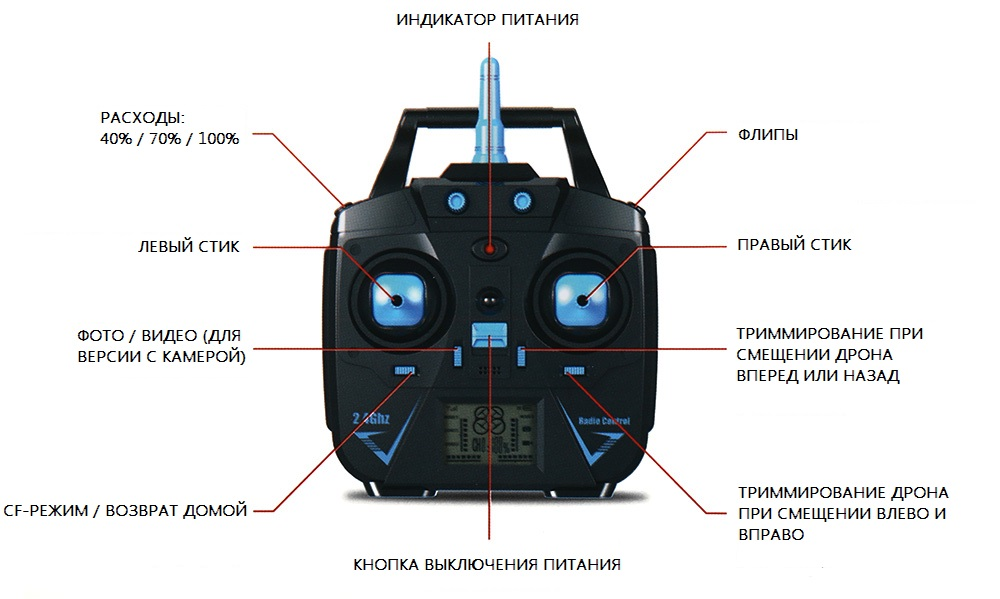 ИНДИКАТОР ПИТАНИЯ
РАСХОДЫ:
40% / 70% / 100%
ФЛИПЫ
ЛЕВЫЙ СТИК
ПРАВЫЙ СТИК
ФОТО / ВИДЕО (ДЛЯ
ВЕРСИИ С КАМЕРОЙ)
ТРИММИРОВАНИЕ ПРИ
СМЕЩЕНИИ ДРОНА
ВПЕРЕД ИЛИ НАЗАД
2.4Ghz
Radio Control
CF-РЕЖИМ / ВОЗВРАТ ДОМОЙ
ТРИММИРОВАНИЕ ДРОНА
ПРИ СМЕЩЕНИИ ВЛЕВО И
ВПРАВО
КНОПКА ВЫКЛЮЧЕНИЯ ПИТАНИЯ